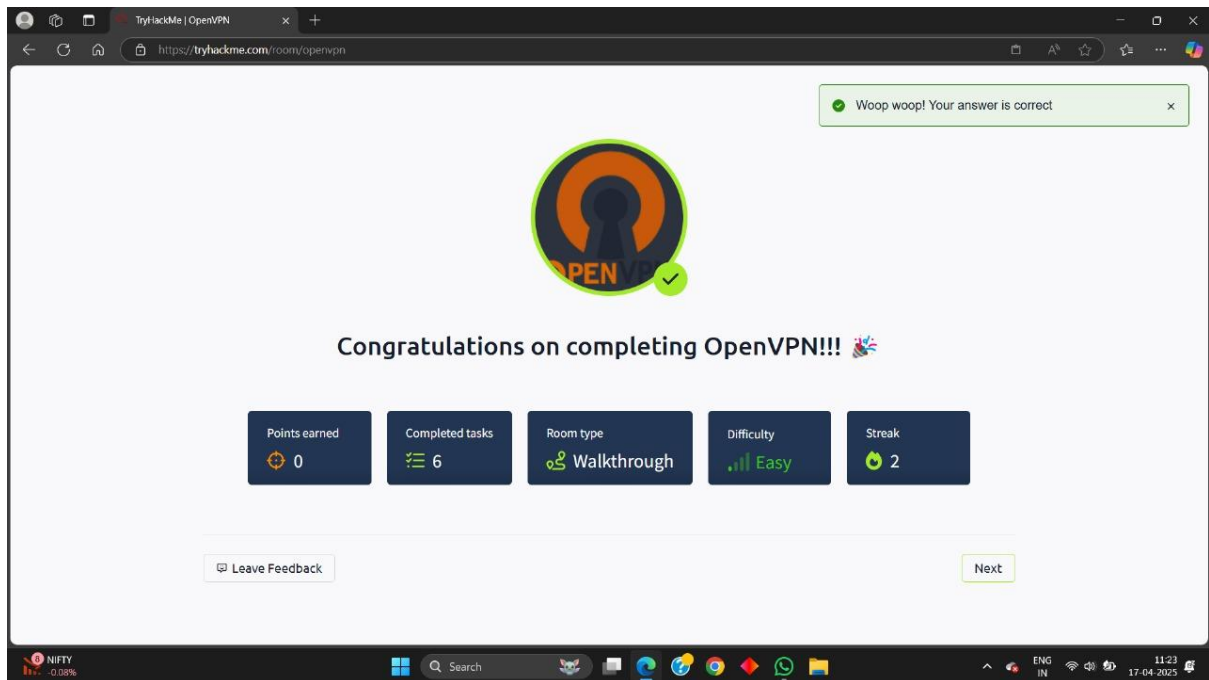 TryHackMe | OpenVPN
https://tryhackme.com/room/openvpn
Woop woop! Your answer is correct
OPENVPN
Congratulations on completing OpenVPN!!!
Points earned
0
Completed tasks
6
Room type
Walkthrough
Difficulty
Easy
Streak
2
Leave Feedback
Next
8
NIFTY
-0.08%
Search
ENG
IN
11:23
17-04-2025